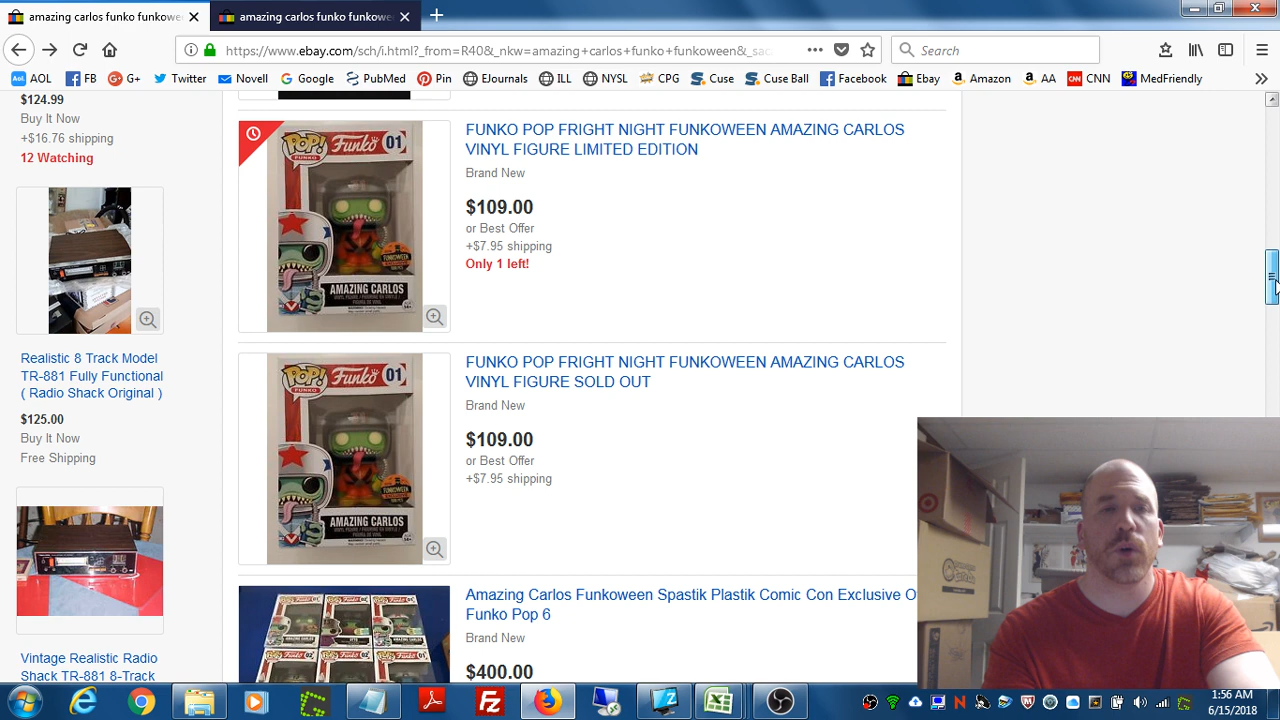 amazing carlos funko funkowe
amazing carlos funko funkowe
https://www.ebay.com/sch/i.html?_from=R40&_nkw=amazing+carlos+funko+funkoween&_sac
Search
AOL FB G+ Twitter Novell Google PubMed Pin EJournals ILL NYSL CPG Cuse Cuse Ball Facebook Ebay Amazon AA CNN MedFriendly
$124.99
Buy It Now
+$16.76 shipping
12 Watching
Realistic 8 Track Model
TR-881 Fully Functional
( Radio Shack Original )
$125.00
Buy It Now
Free Shipping
Vintage Realistic Radio
Shack TR-881 8-Track
POP! Funko 01
AMAZING CARLOS
FUNKO POP FRIGHT NIGHT FUNKOWEEN AMAZING CARLOS
VINYL FIGURE LIMITED EDITION
Brand New
$109.00
or Best Offer
+$7.95 shipping
Only 1 left!
POP! Funko 01
AMAZING CARLOS
FUNKO POP FRIGHT NIGHT FUNKOWEEN AMAZING CARLOS
VINYL FIGURE SOLD OUT
Brand New
$109.00
or Best Offer
+$7.95 shipping
Amazing Carlos Funkoween Spastik Plastik Comic Con Exclusive O
Funko Pop 6
Brand New
$400.00
1:56 AM
6/15/2018